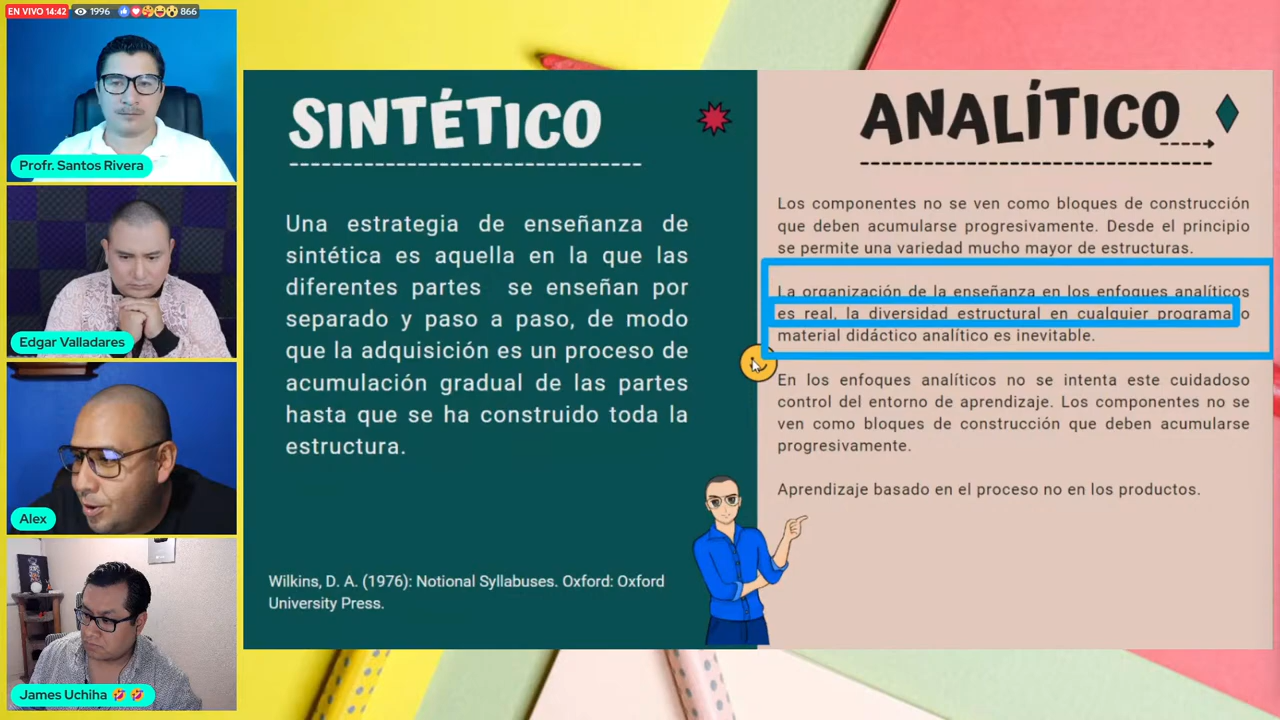 EN VIVO 14:42 1996 866
Profr. Santos Rivera
Edgar Valladares
Alex
James Uchiha 🤣 🤣
SINTÉTICO
Una estrategia de enseñanza de
sintética es aquella en la que las
diferentes partes se enseñan por
separado y paso a paso, de modo
que la adquisición es un proceso de
acumulación gradual de las partes
hasta que se ha construido toda la
estructura.
Wilkins, D. A. (1976): Notional Syllabuses. Oxford: Oxford
University Press.
ANALÍTICO
Los componentes no se ven como bloques de construcción
que deben acumularse progresivamente. Desde el principio
se permite una variedad mucho mayor de estructuras.
La organización de la enseñanza en los enfoques analíticos
es real, la diversidad estructural en cualquier programa o
material didáctico analítico es inevitable.
En los enfoques analíticos no se intenta este cuidadoso
control del entorno de aprendizaje. Los componentes no se
ven como bloques de construcción que deben acumularse
progresivamente.
Aprendizaje basado en el proceso no en los productos.